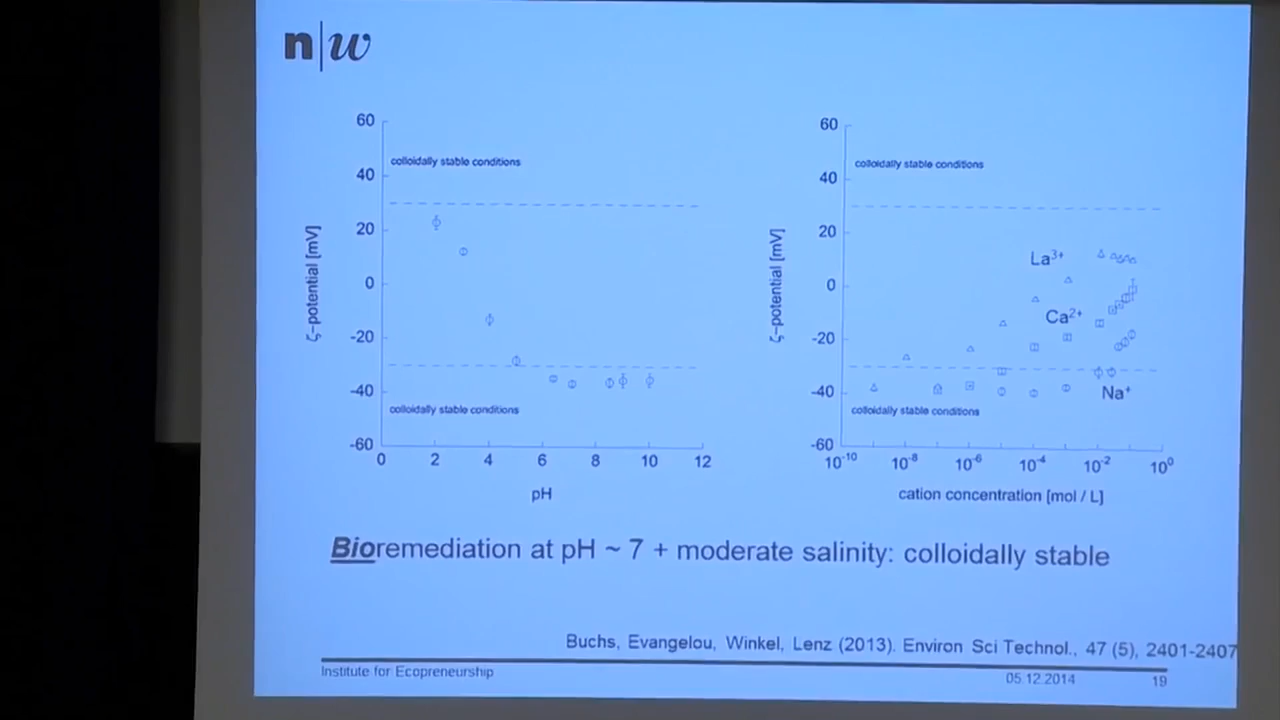 n|w
60
colloidally stable conditions
40
20
0
-20
-40
colloidally stable conditions
-60
0 2 4 6 8 10 12
ζ-potential [mV]
pH
60
colloidally stable conditions
40
20
0
-20
-40
colloidally stable conditions
-60
10⁻¹⁰ 10⁻⁸ 10⁻⁶ 10⁻⁴ 10⁻² 10⁰
ζ-potential [mV]
La³⁺
Ca²⁺
Na⁺
cation concentration [mol / L]
Bioremediation at pH ~ 7 + moderate salinity: colloidally stable
Buchs, Evangelou, Winkel, Lenz (2013). Environ Sci Technol., 47 (5), 2401-2407
Institute for Ecopreneurship
05.12.2014
19